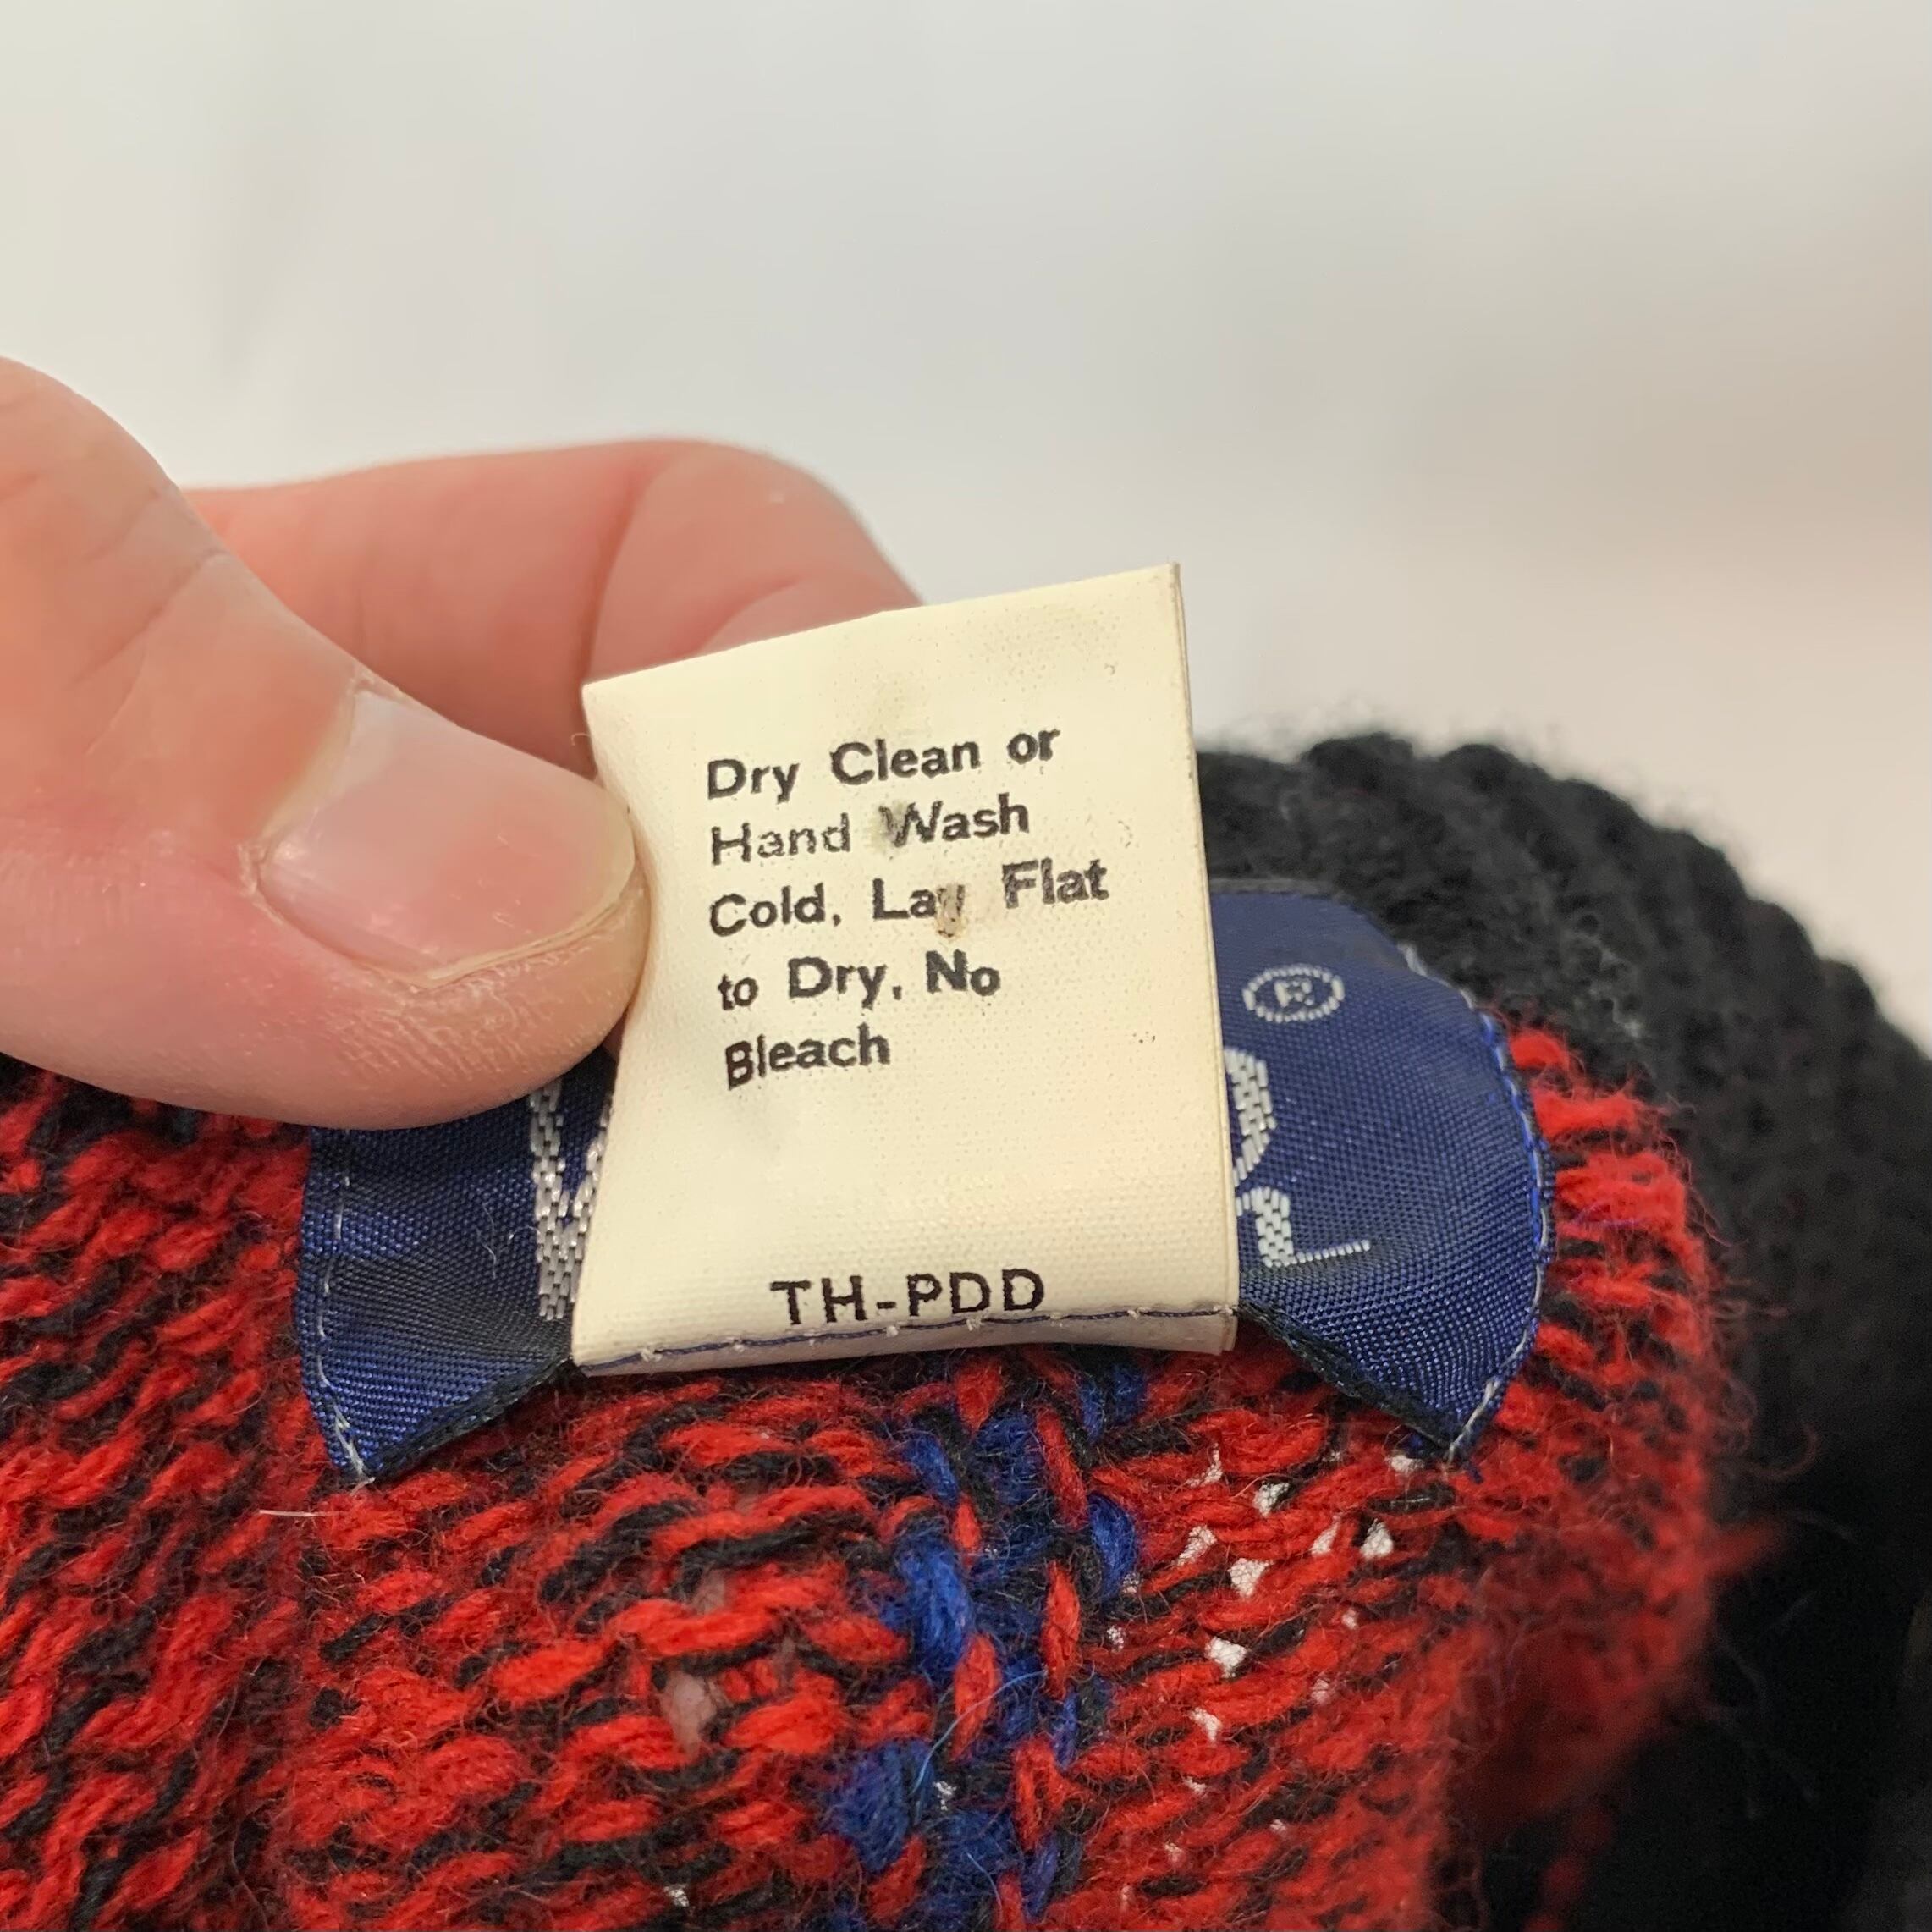 Dry Clean or
Hand Wash
Cold, Lay Flat
to Dry, No
Bleach
TH-PDD
®